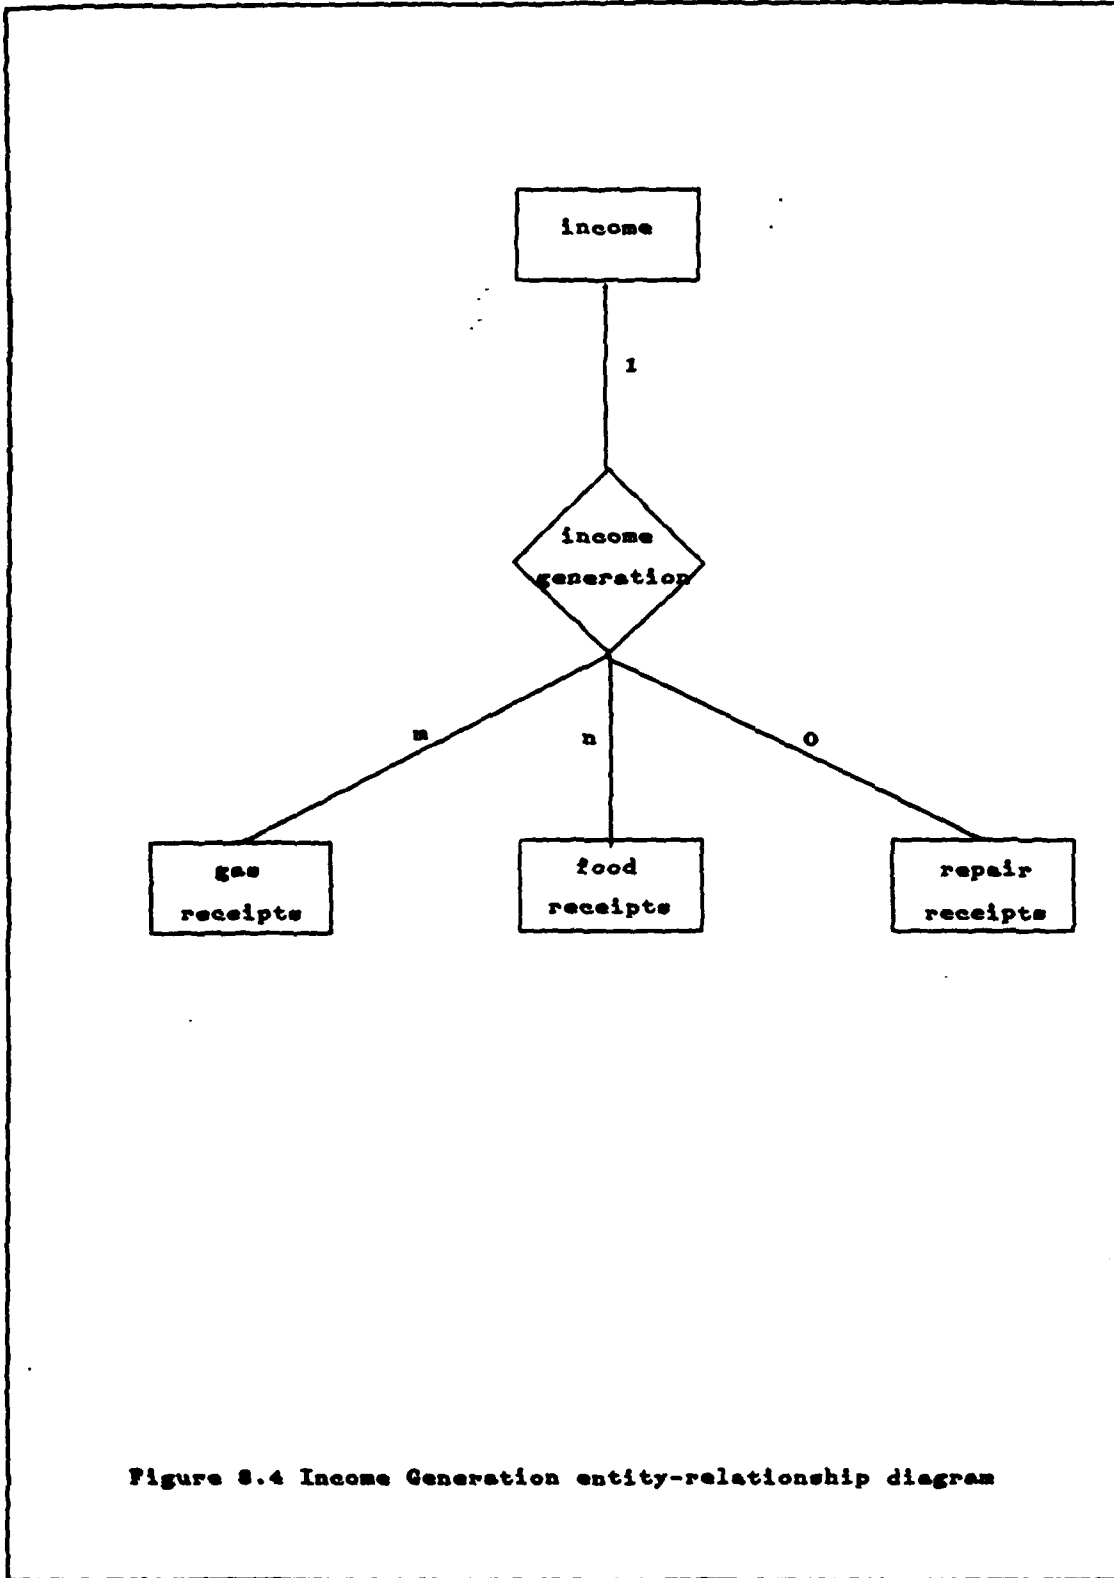 income
1
income
generation
m
n
o
gas
receipts
food
receipts
repair
receipts
Figure 8.4 Income Generation entity-relationship diagram